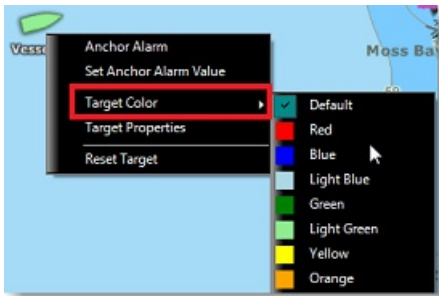 Vesse
Moss Ba
Anchor Alarm
Set Anchor Alarm Value
Target Color
Target Properties
Reset Target
Default
Red
Blue
Light Blue
Green
Light Green
Yellow
Orange